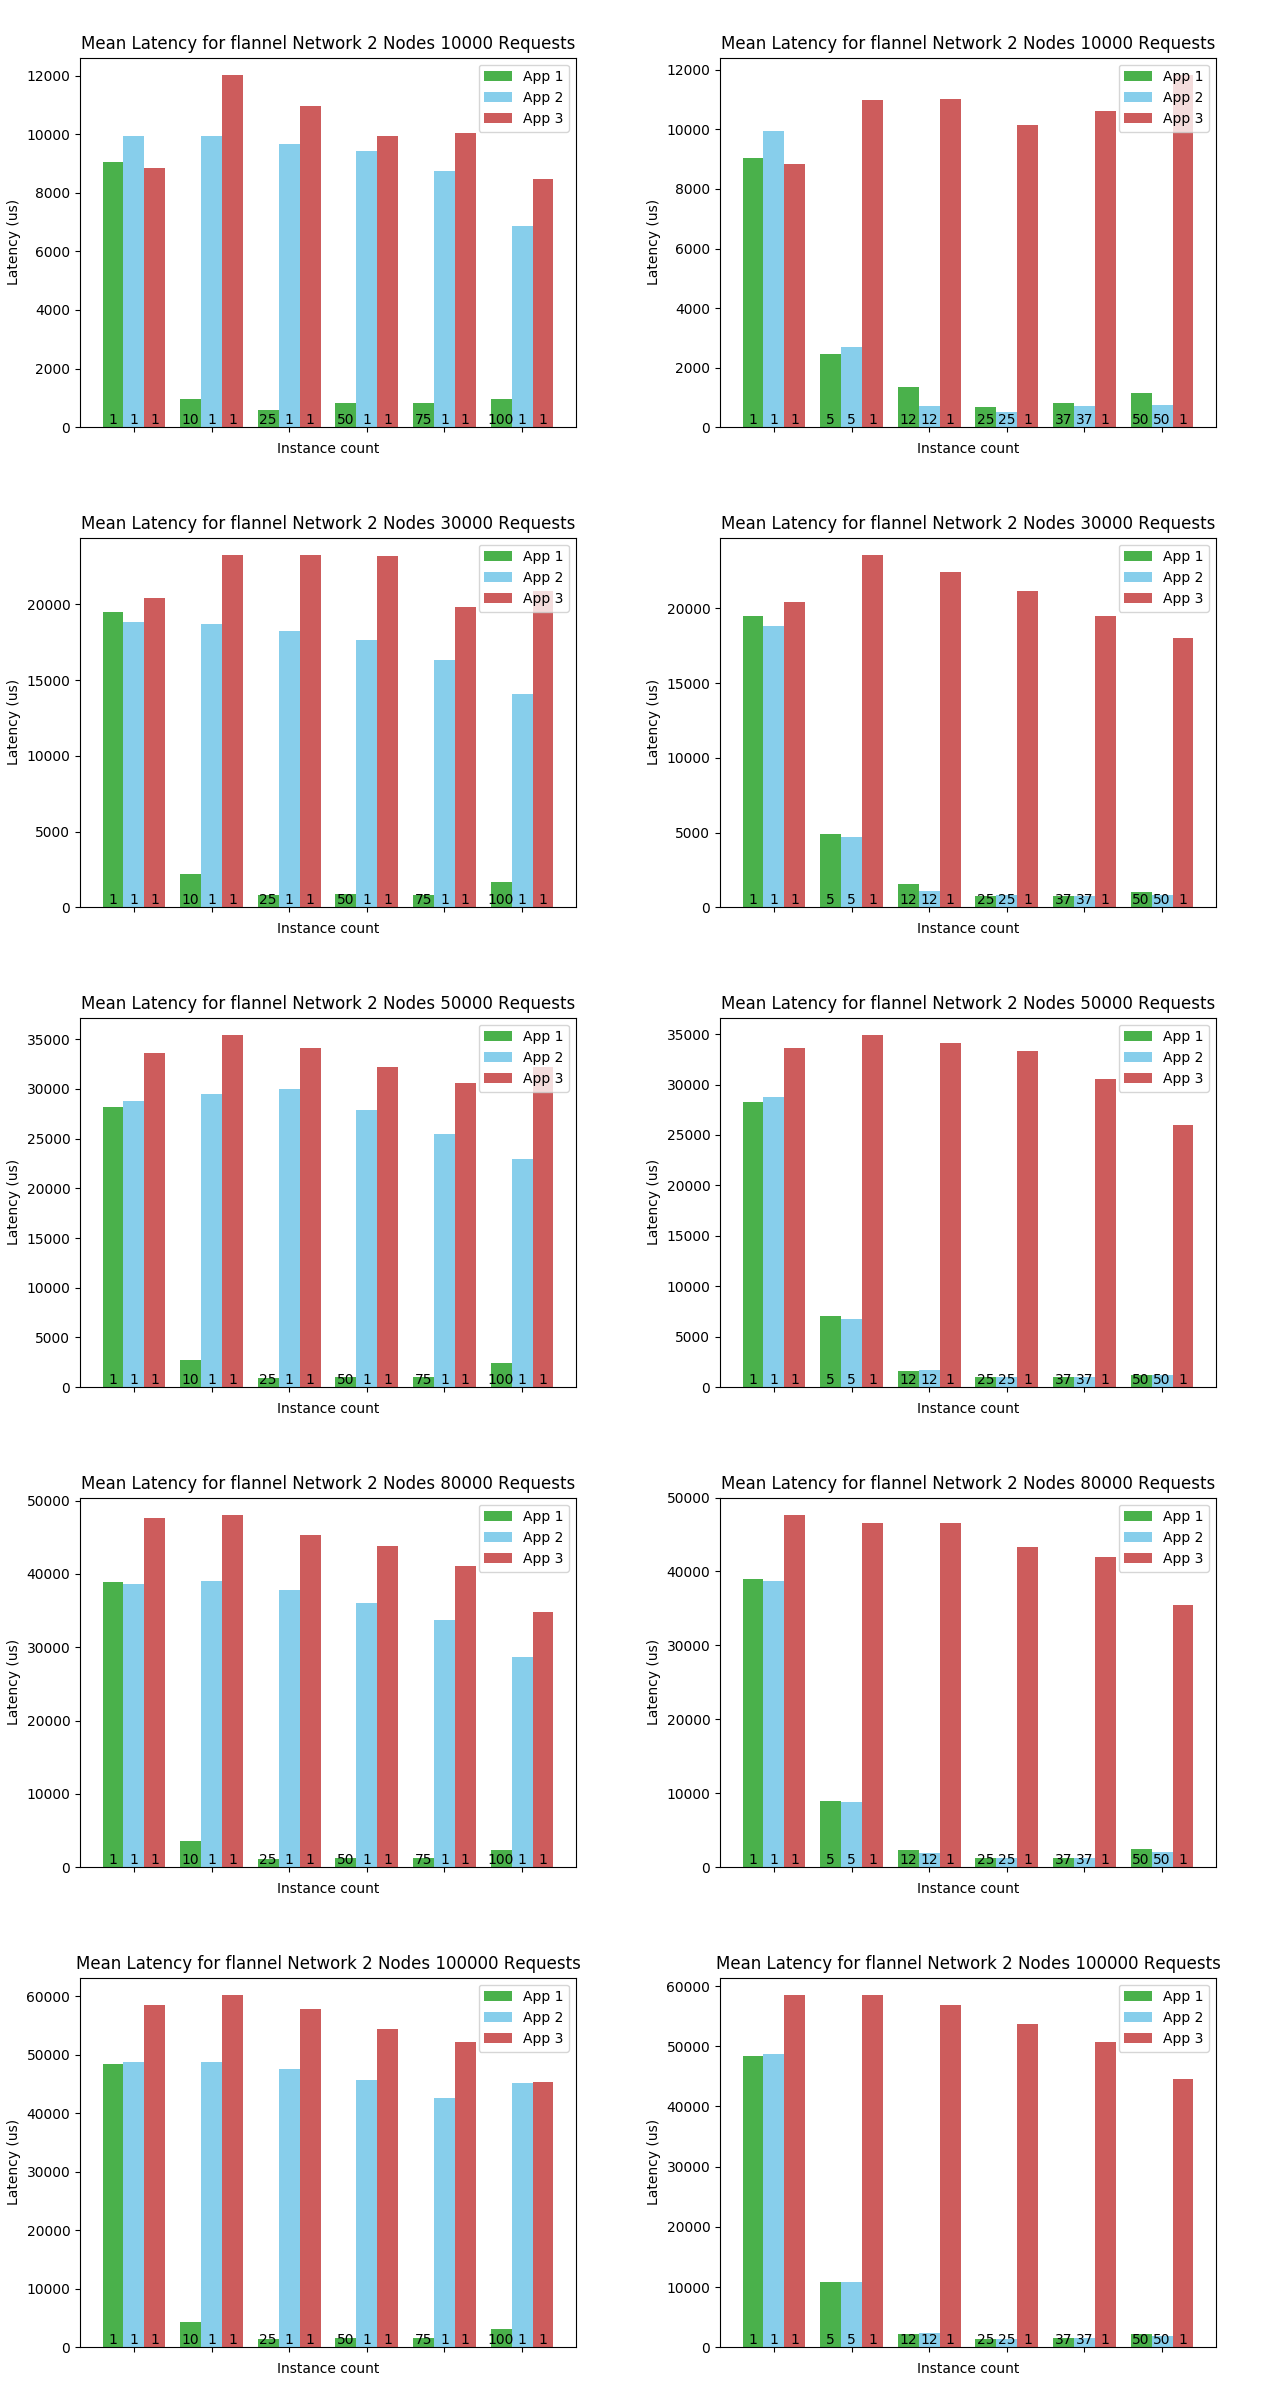 Mean Latency for flannel Network 2 Nodes 10000 Requests
12000
10000
8000
6000
4000
2000
0
Latency (us)
App 1
App 2
App 3
1 1 1 10 1 1 25 1 1 50 1 1 75 1 1 100 1 1
Instance count
Mean Latency for flannel Network 2 Nodes 10000 Requests
12000
10000
8000
6000
4000
2000
0
Latency (us)
App 1
App 2
App 3
1 1 1 5 5 1 12 12 1 25 25 1 37 37 1 50 50 1
Instance count
Mean Latency for flannel Network 2 Nodes 30000 Requests
20000
15000
10000
5000
0
Latency (us)
App 1
App 2
App 3
1 1 1 10 1 1 25 1 1 50 1 1 75 1 1 100 1 1
Instance count
Mean Latency for flannel Network 2 Nodes 30000 Requests
20000
15000
10000
5000
0
Latency (us)
App 1
App 2
App 3
1 1 1 5 5 1 12 12 1 25 25 1 37 37 1 50 50 1
Instance count
Mean Latency for flannel Network 2 Nodes 50000 Requests
35000
30000
25000
20000
15000
10000
5000
0
Latency (us)
App 1
App 2
App 3
1 1 1 10 1 1 25 1 1 50 1 1 75 1 1 100 1 1
Instance count
Mean Latency for flannel Network 2 Nodes 50000 Requests
35000
30000
25000
20000
15000
10000
5000
0
Latency (us)
App 1
App 2
App 3
1 1 1 5 5 1 12 12 1 25 25 1 37 37 1 50 50 1
Instance count
Mean Latency for flannel Network 2 Nodes 80000 Requests
50000
40000
30000
20000
10000
0
Latency (us)
App 1
App 2
App 3
1 1 1 10 1 1 25 1 1 50 1 1 75 1 1 100 1 1
Instance count
Mean Latency for flannel Network 2 Nodes 80000 Requests
50000
40000
30000
20000
10000
0
Latency (us)
App 1
App 2
App 3
1 1 1 5 5 1 12 12 1 25 25 1 37 37 1 50 50 1
Instance count
Mean Latency for flannel Network 2 Nodes 100000 Requests
60000
50000
40000
30000
20000
10000
0
Latency (us)
App 1
App 2
App 3
1 1 1 10 1 1 25 1 1 50 1 1 75 1 1 100 1 1
Instance count
Mean Latency for flannel Network 2 Nodes 100000 Requests
60000
50000
40000
30000
20000
10000
0
Latency (us)
App 1
App 2
App 3
1 1 1 5 5 1 12 12 1 25 25 1 37 37 1 50 50 1
Instance count